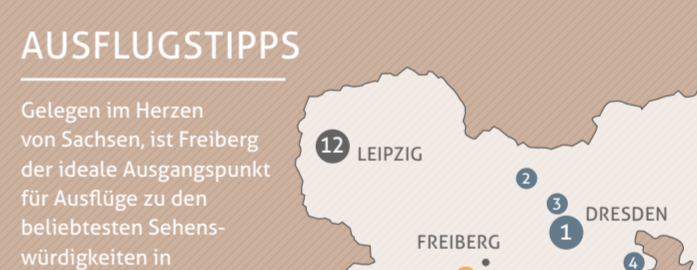 AUSFLUGSTIPPS
Gelegen im Herzen
von Sachsen, ist Freiberg
der ideale Ausgangspunkt
für Ausflüge zu den
beliebtesten Sehens-
würdigkeiten in
12 LEIPZIG
2
3
DRESDEN
1
FREIBERG
4